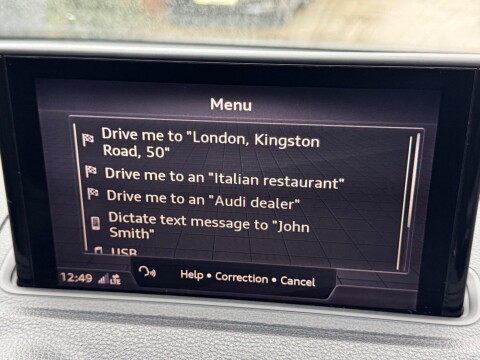 Menu
Drive me to "London, Kingston
Road, 50"
Drive me to an "Italian restaurant"
Drive me to an "Audi dealer"
Dictate text message to "John
Smith"
USB
12:49 LTE Help • Correction • Cancel